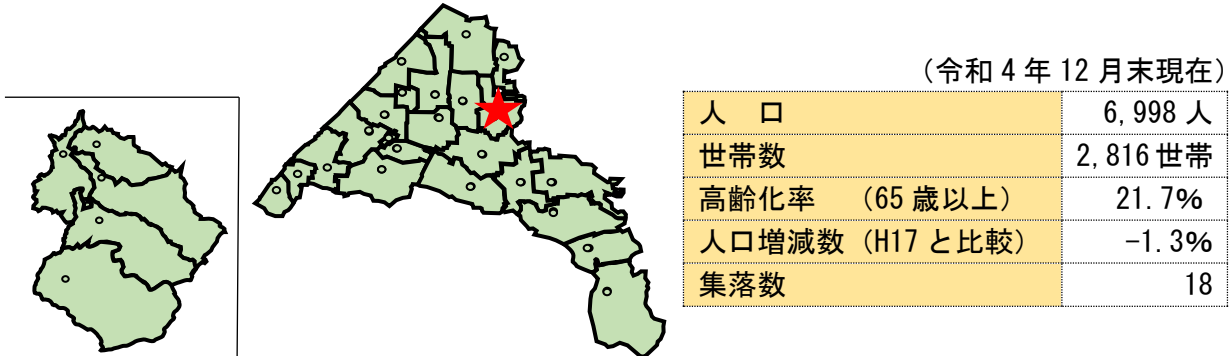 （令和４年 12 月末現在）
人　口　6,998 人
世帯数　2,816 世帯
高齢化率　（65 歳以上）　21.7%
人口増減数（H17 と比較）　-1.3%
集落数　18